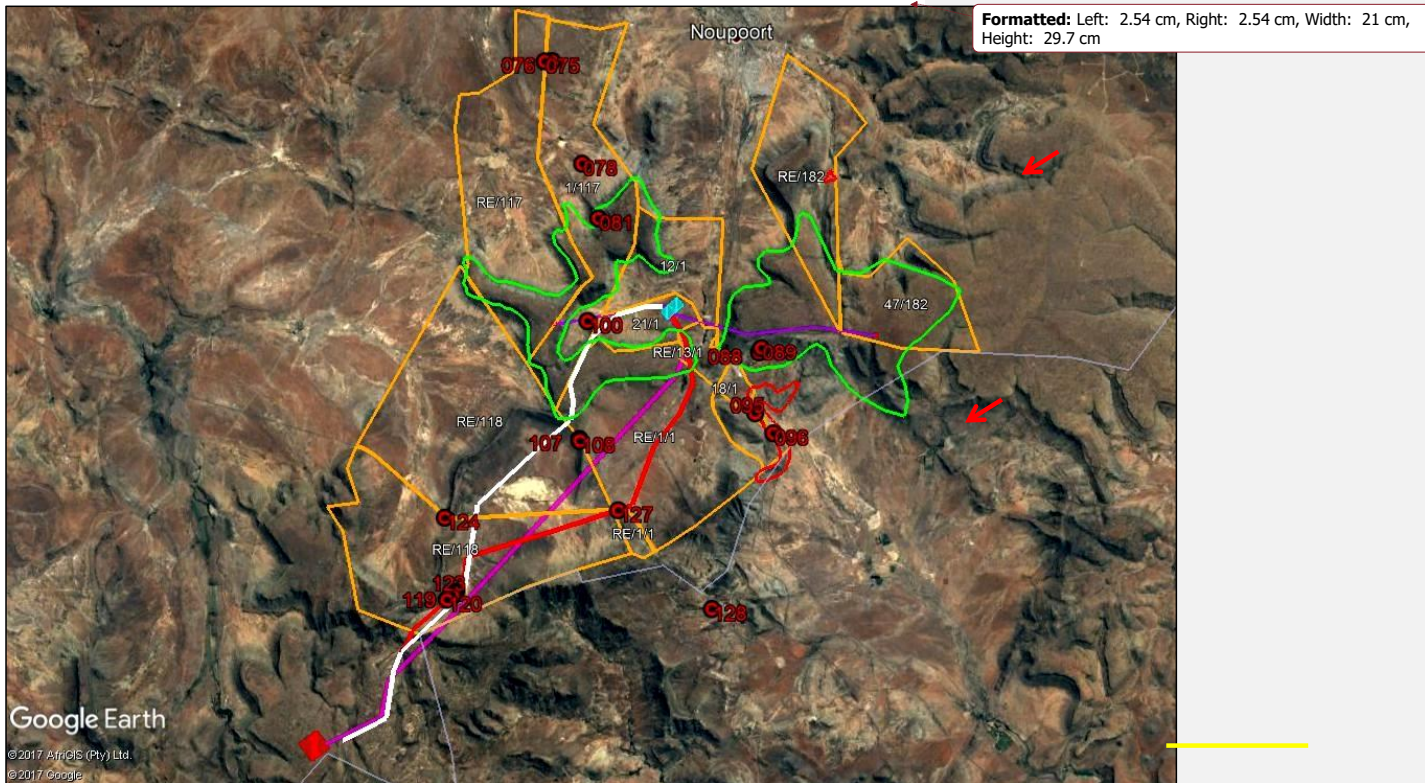 Formatted: Left: 2.54 cm, Right: 2.54 cm, Width: 21 cm,
Height: 29.7 cm
Noupoort
076 075
078
1/117
RE/182
RE/117
081
12/1
47/182
100
21/1
RE/13/1
088 089
18/1
095
RE/118
096
107 108
RE/1/1
124
127
RE/1/1
RE/118
123
119 120
128
Google Earth
© 2017 AfriGIS (Pty) Ltd.
© 2017 Google